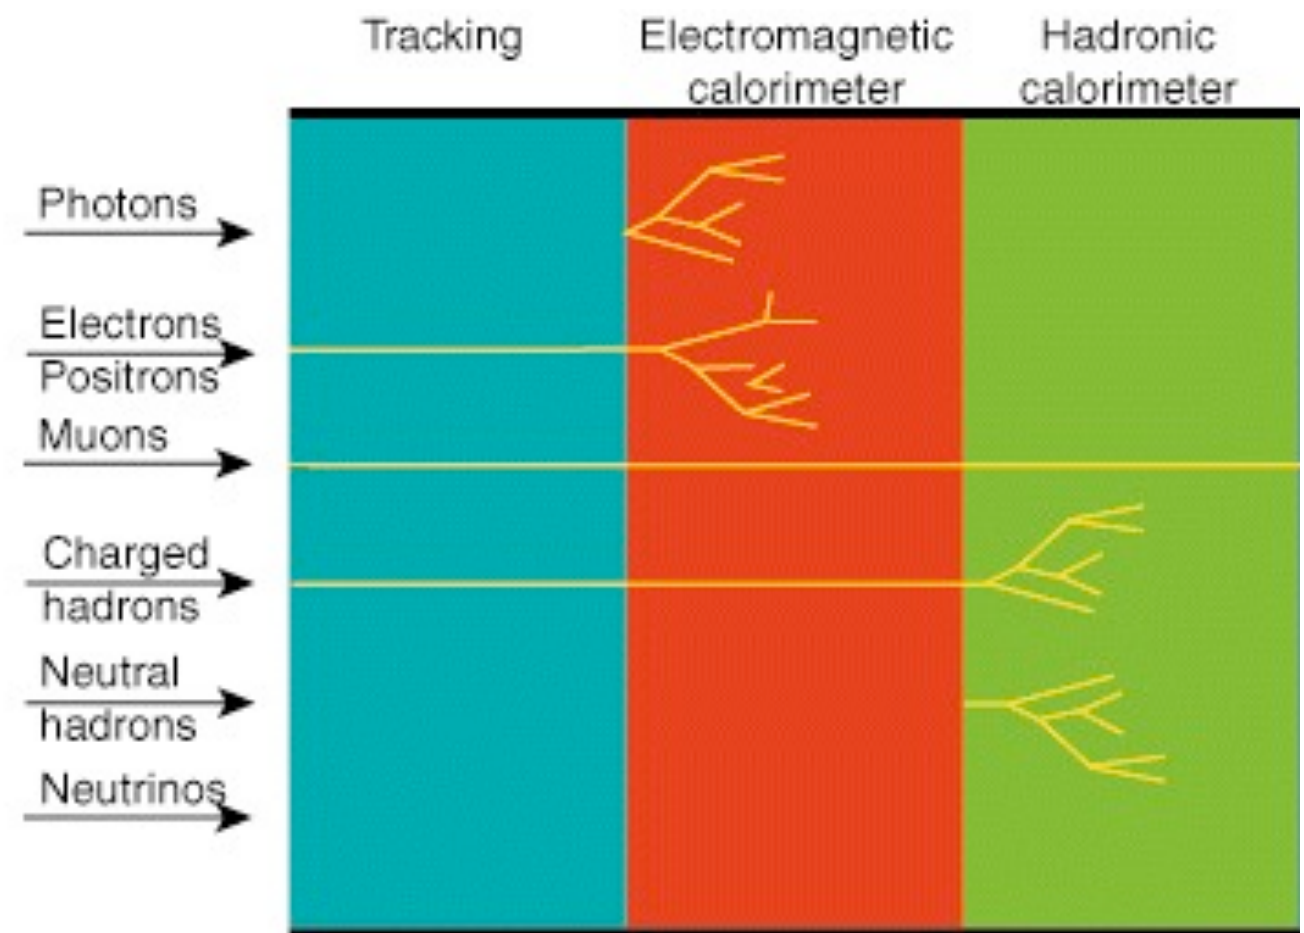 Tracking
Electromagnetic
calorimeter
Hadronic
calorimeter
Photons
Electrons
Positrons
Muons
Charged
hadrons
Neutral
hadrons
Neutrinos